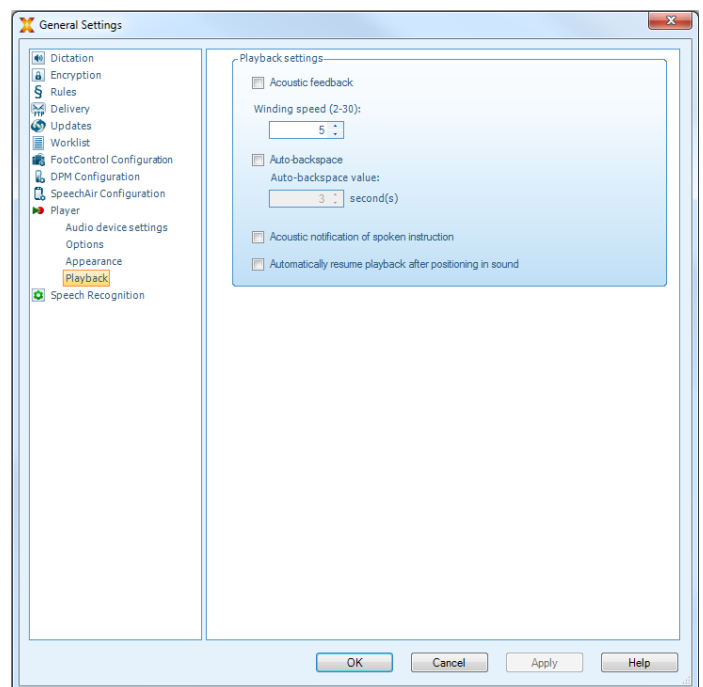 General Settings
Dictation
Encryption
Rules
Delivery
Updates
Worklist
FootControl Configuration
DPM Configuration
SpeechAir Configuration
Player
Audio device settings
Options
Appearance
Playback
Speech Recognition
Playback settings
Acoustic feedback
Winding speed (2-30):
5
Auto-backspace
Auto-backspace value:
3 second(s)
Acoustic notification of spoken instruction
Automatically resume playback after positioning in sound
OK Cancel Apply Help